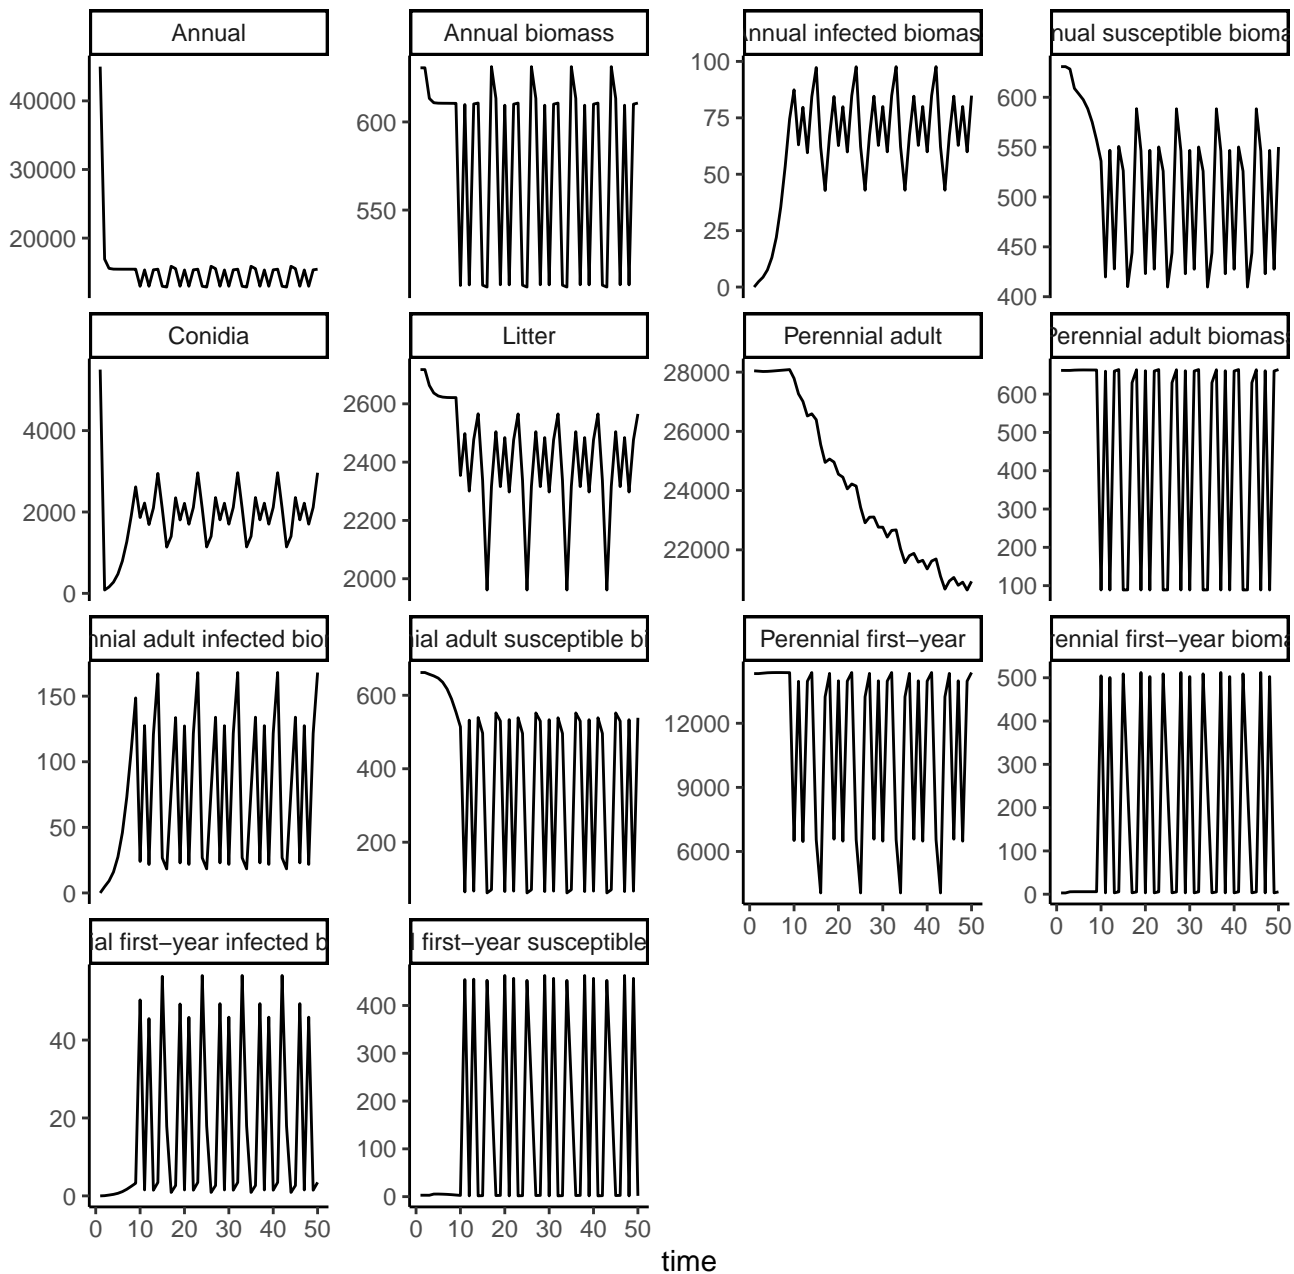 Annual
Annual biomass
Annual infected biomas
nual susceptible bioma
40000
30000
20000
600
550
100
75
50
25
0
600
550
500
450
400
Conidia
Litter
Perennial adult
Perennial adult biomas
4000
2000
0
2600
2400
2200
2000
28000
26000
24000
22000
600
500
400
300
200
100
nnial adult infected bio
ial adult susceptible bi
Perennial first−year
rennial first−year bioma
150
100
50
0
600
400
200
12000
9000
6000
500
400
300
200
100
0
0 10 20 30 40 50
0 10 20 30 40 50
ial first−year infected b
l first−year susceptible
40
20
0
400
300
200
100
0
0 10 20 30 40 50
0 10 20 30 40 50
time